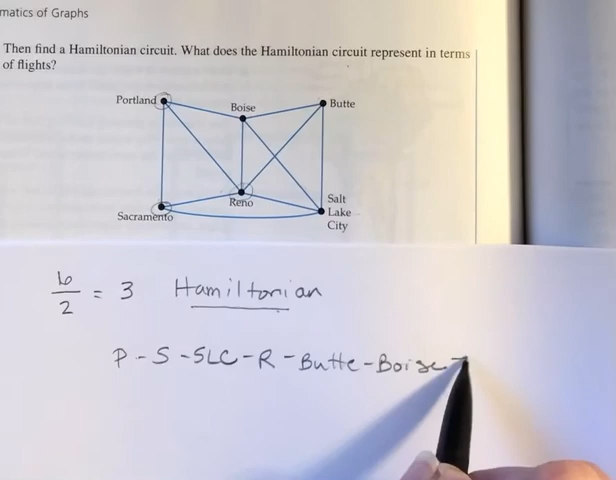 matics of Graphs
Then find a Hamiltonian circuit. What does the Hamiltonian circuit represent in terms
of flights?
Portland
Boise
Butte
Sacramento
Reno
Salt
Lake
City
6/2 = 3 Hamiltonian
P - S - SLC - R - Butte - Boise -